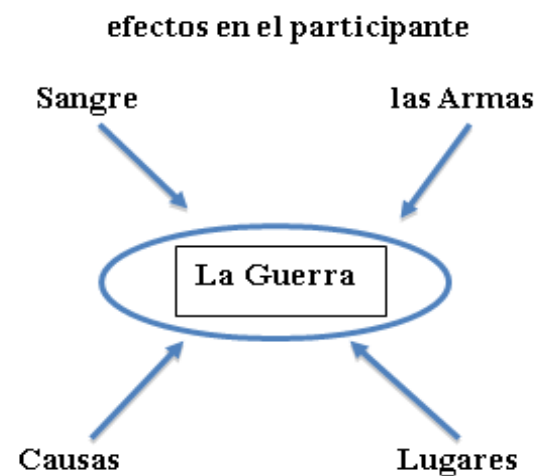 efectos en el participante
Sangre
las Armas
La Guerra
Causas
Lugares